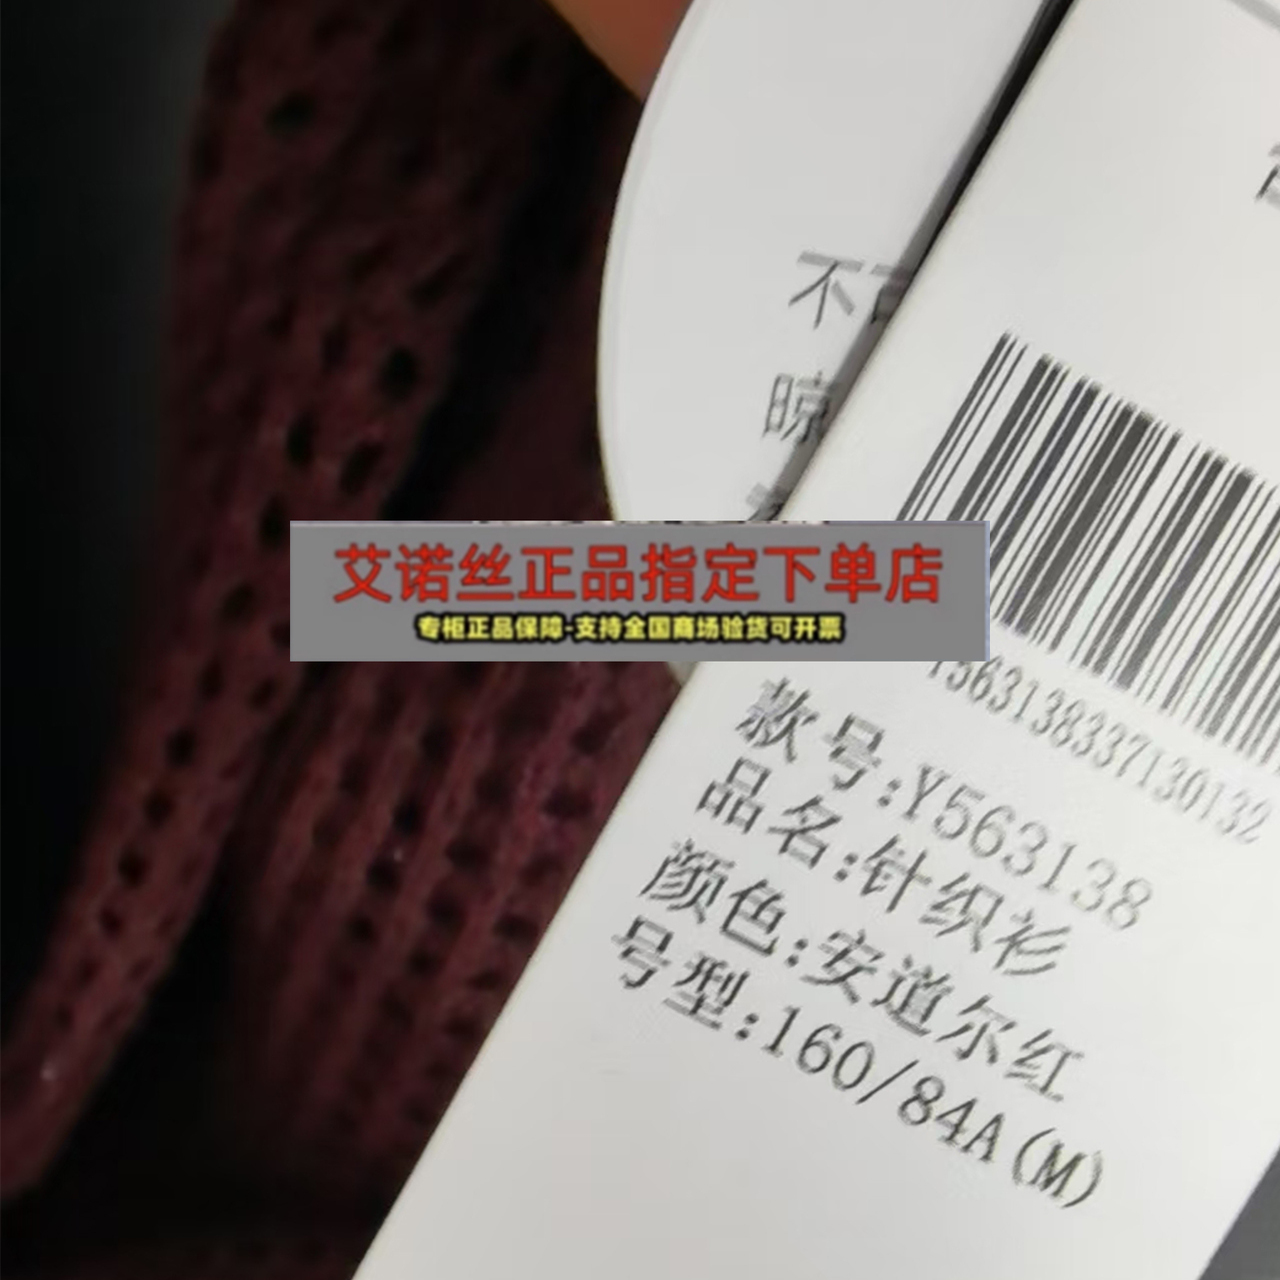 不
晾
艾诺丝正品指定下单店
专柜正品保障-支持全国商场验货可开票
Y563138337130132
款号:Y563138
品名:针织衫
颜色:安道尔红
号型:160/84A(M)